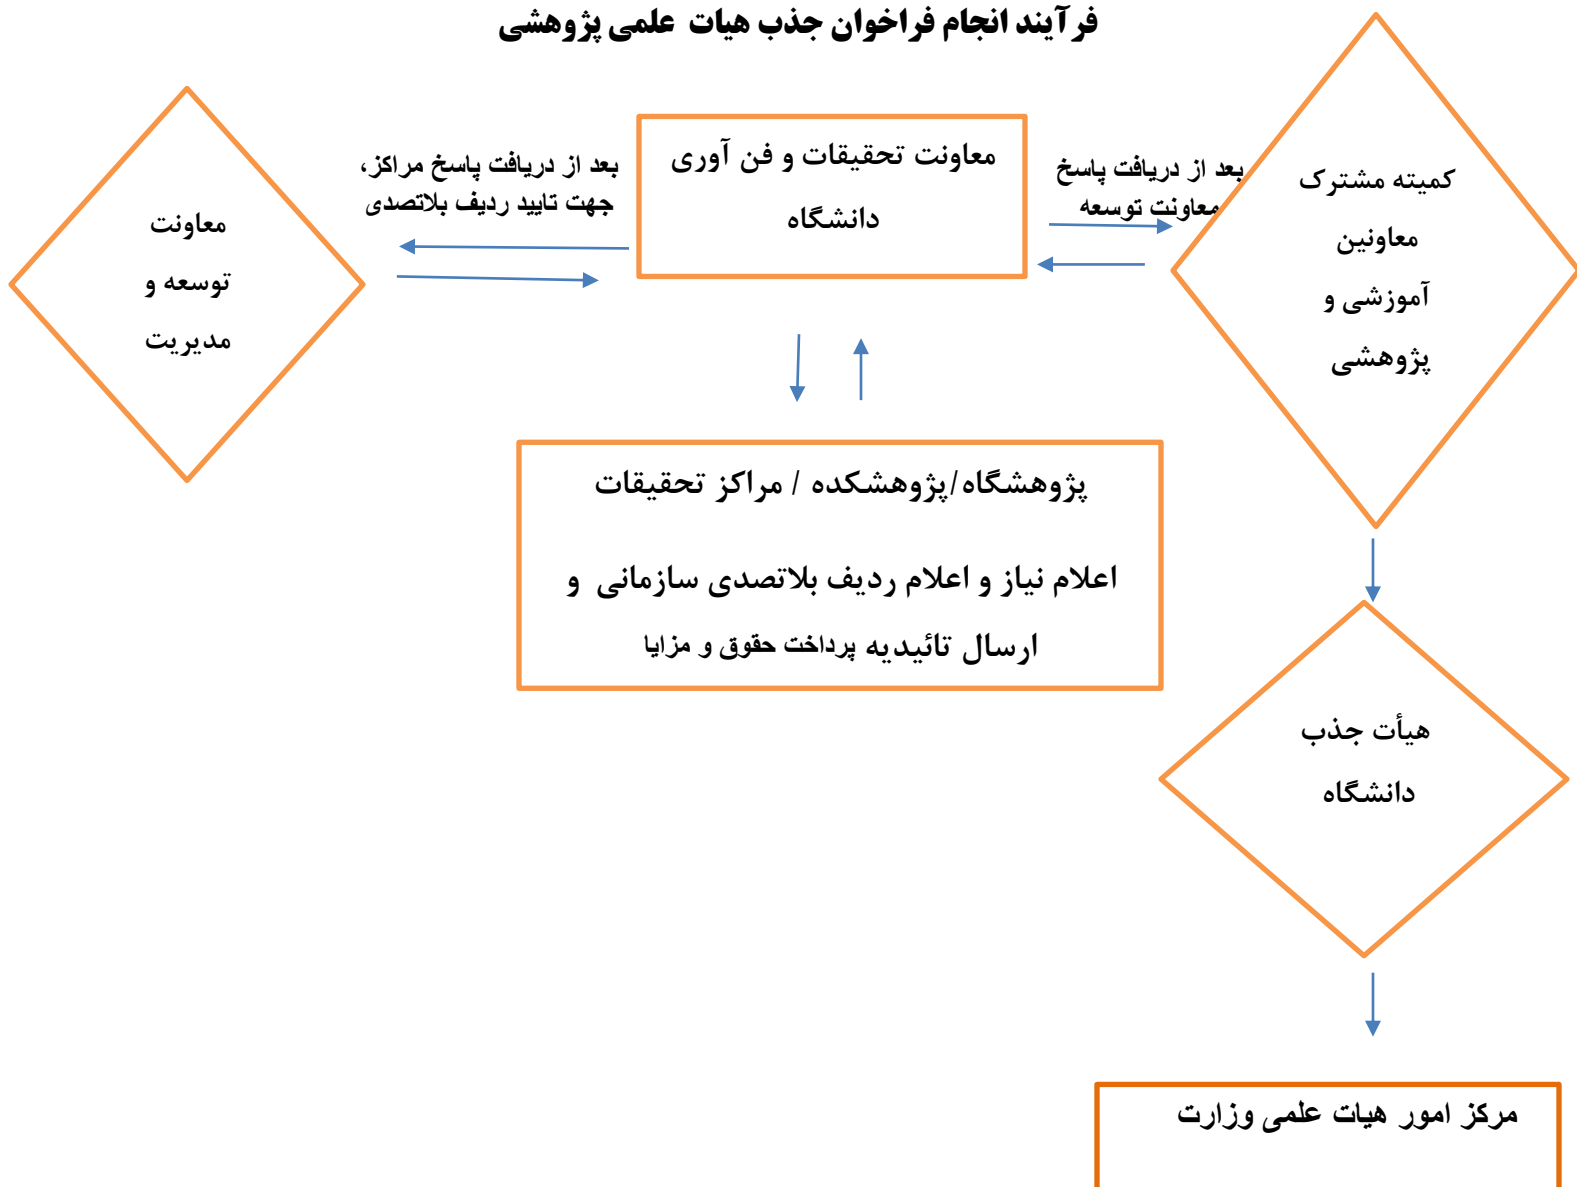 فرآیند انجام فراخوان جذب هیات علمی پژوهشی
کمیته مشترک
معاونین
آموزشی و
پژوهشی
بعد از دریافت پاسخ
معاونت توسعه
معاونت تحقیقات و فن آوری
دانشگاه
بعد از دریافت پاسخ مراکز،
جهت تایید ردیف بلاتصدی
معاونت
توسعه و
مدیریت
پژوهشگاه/پژوهشکده / مراکز تحقیقات
اعلام نیاز و اعلام ردیف بلاتصدی سازمانی و
ارسال تائیدیه پرداخت حقوق و مزایا
هیأت جذب
دانشگاه
مرکز امور هیات علمی وزارت